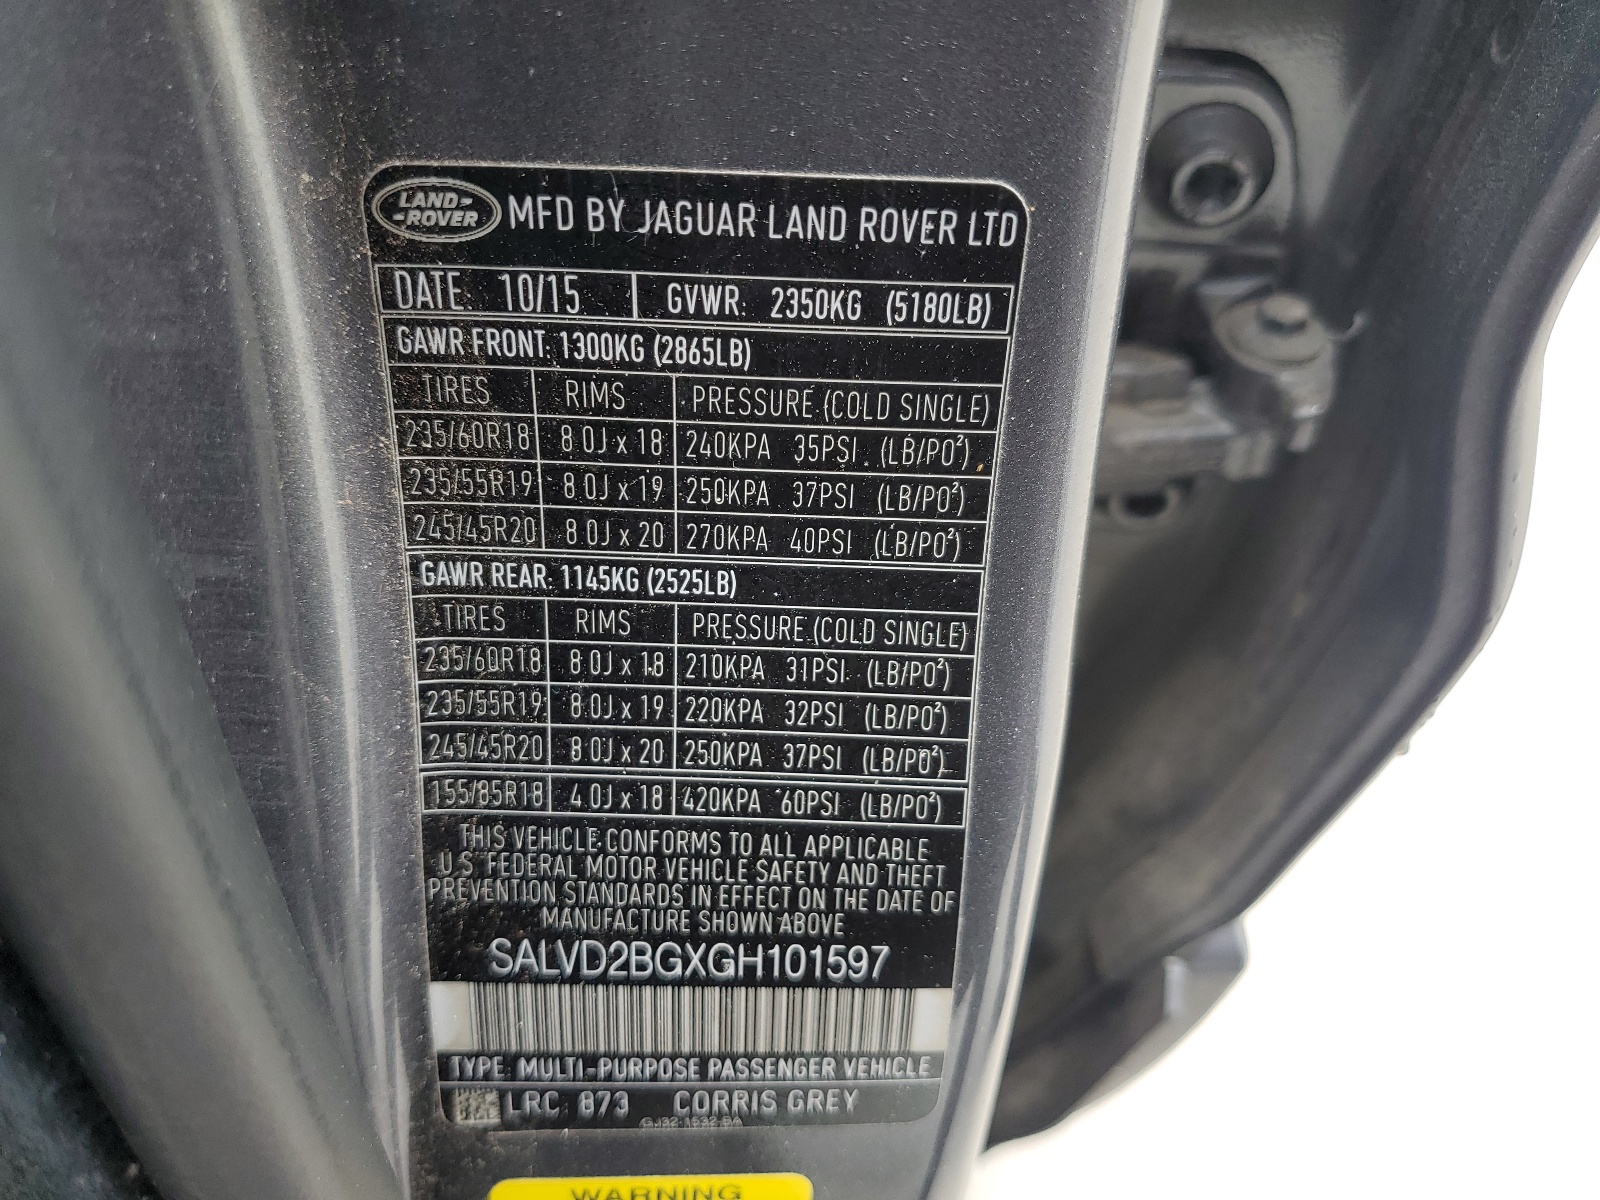 LAND-
-ROVER
MFD BY JAGUAR LAND ROVER LTD
DATE: 10/15 GVWR: 2350KG (5180LB)
GAWR FRONT: 1300KG (2865LB)
TIRES RIMS PRESSURE (COLD SINGLE)
235/60R18 8.0J x 18 240KPA 35PSI (LB/PO²)
235/55R19 8.0J x 19 250KPA 37PSI (LB/PO²)
245/45R20 8.0J x 20 270KPA 40PSI (LB/PO²)
GAWR REAR: 1145KG (2525LB)
TIRES RIMS PRESSURE (COLD SINGLE)
235/60R18 8.0J x 18 210KPA 31PSI (LB/PO²)
235/55R19 8.0J x 19 220KPA 32PSI (LB/PO²)
245/45R20 8.0J x 20 250KPA 37PSI (LB/PO²)
155/85R18 4.0J x 18 420KPA 60PSI (LB/PO²)
THIS VEHICLE CONFORMS TO ALL APPLICABLE
U.S. FEDERAL MOTOR VEHICLE SAFETY AND THEFT
PREVENTION STANDARDS IN EFFECT ON THE DATE OF
MANUFACTURE SHOWN ABOVE
SALVD2BGXGH101597
TYPE: MULTI-PURPOSE PASSENGER VEHICLE
LRC: 873 CORRIS GREY
WARNING